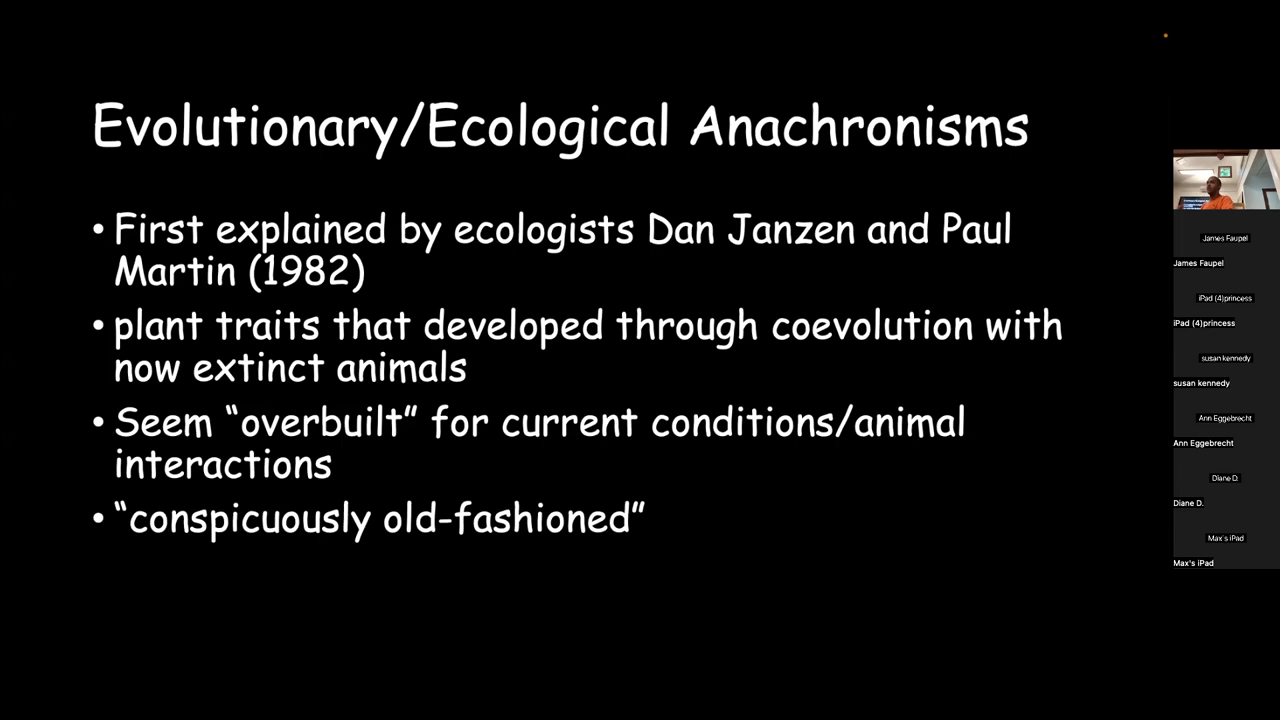 Evolutionary/Ecological Anachronisms
• First explained by ecologists Dan Janzen and Paul
Martin (1982)
• plant traits that developed through coevolution with
now extinct animals
• Seem “overbuilt” for current conditions/animal
interactions
• “conspicuously old-fashioned”
James Faupel
James Faupel
iPad (4)princess
iPad (4)princess
susan kennedy
susan kennedy
Ann Eggebrecht
Ann Eggebrecht
Diane D.
Diane D.
Max's iPad
Max's iPad